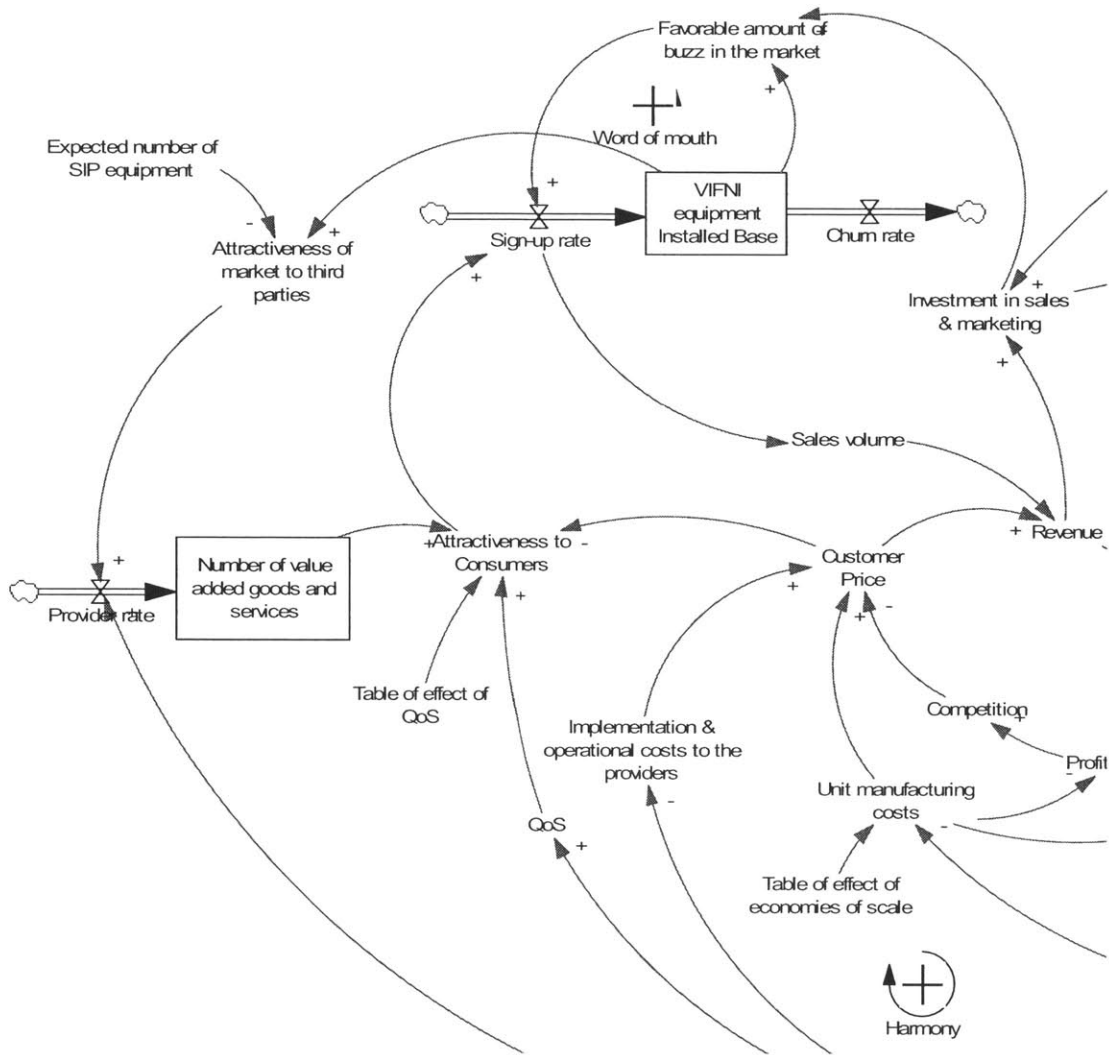 Favorable amount of
buzz in the market
+
+
Word of mouth
Expected number of
SIP equipment
-
+
Attractiveness of
market to third
parties
+
Sign-up rate
+
VIFNI
equipment
Installed Base
Churn rate
+
Investment in sales
& marketing
+
Sales volume
+
Revenue
+
Provider rate
+
Number of value
added goods and
services
+
Attractiveness to
Consumers
-
+
Customer
Price
+
-
+
Table of effect of
QoS
Implementation &
operational costs to the
providers
-
Competition
+
Profit
-
Unit manufacturing
costs
-
QoS
+
Table of effect of
economies of scale
+
Harmony